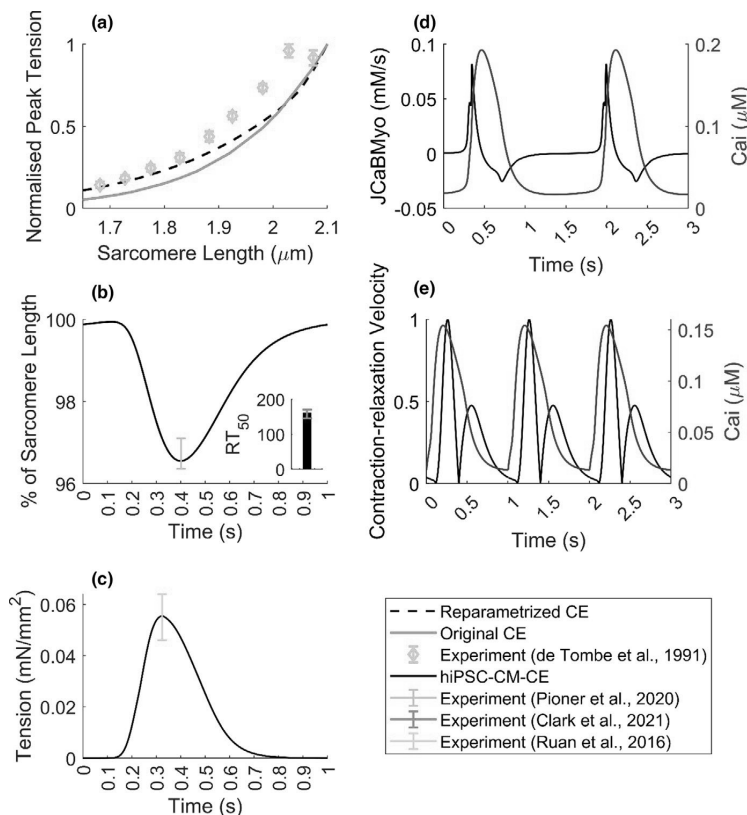 (a)
Normalised Peak Tension
1
0.5
0
1.7 1.8 1.9 2 2.1
Sarcomere Length (μm)
(b)
% of Sarcomere Length
100
98
96
0 0.1 0.2 0.3 0.4 0.5 0.6 0.7 0.8 0.9 1
Time (s)
RT50
200
100
0
(c)
Tension (mN/mm²)
0.06
0.04
0.02
0
0 0.1 0.2 0.3 0.4 0.5 0.6 0.7 0.8 0.9 1
Time (s)
(d)
JCaBMyo (mM/s)
0.1
0.05
0
-0.05
0 0.5 1 1.5 2 2.5 3
Time (s)
Cai (μM)
0.2
0.1
0
(e)
Contraction-relaxation Velocity
1
0.5
0
0 0.5 1 1.5 2 2.5 3
Time (s)
Cai (μM)
0.15
0.1
0.05
0
Reparametrized CE
Original CE
Experiment (de Tombe et al., 1991)
hiPSC-CM-CE
Experiment (Pioner et al., 2020)
Experiment (Clark et al., 2021)
Experiment (Ruan et al., 2016)